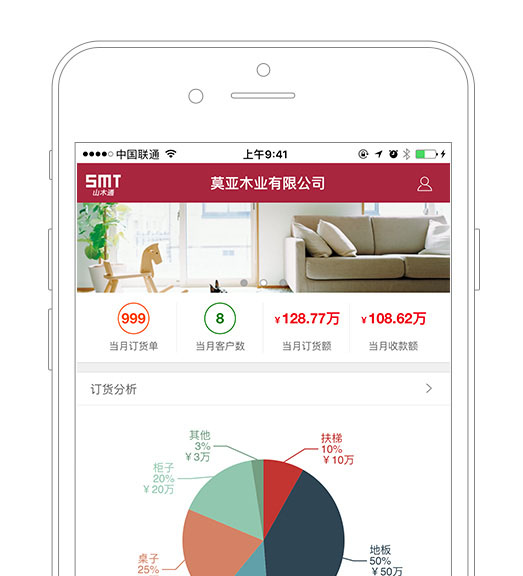 中国联通
上午9:41
SMT
山木通
莫亚木业有限公司
999
8
¥128.77万
¥108.62万
当月订货单
当月客户数
当月订货额
当月收款额
订货分析
其他
3%
¥3万
扶梯
10%
¥10万
柜子
20%
¥20万
地板
50%
¥50万
桌子
25%